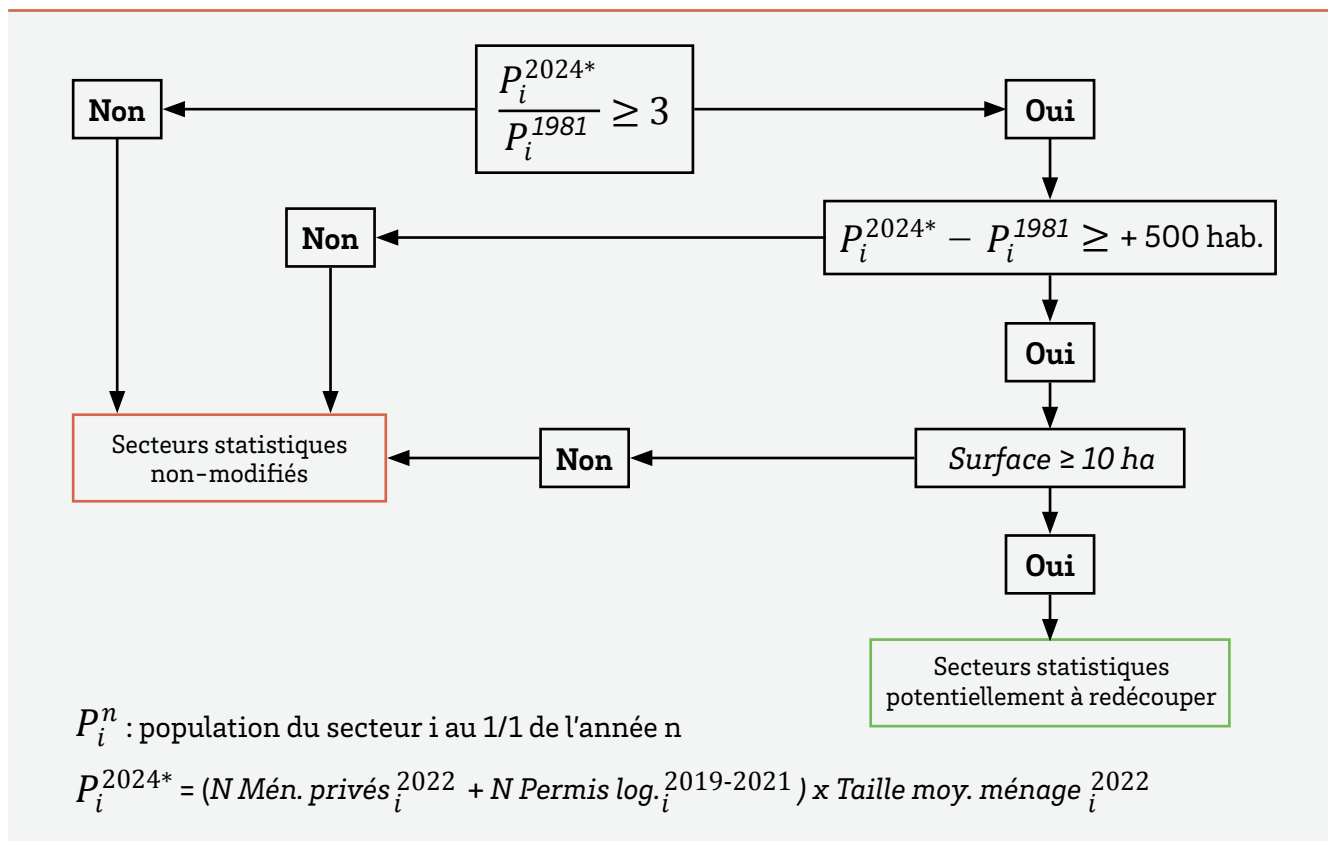 P_i^{2024*} / P_i^{1981} ≥ 3
Non
Oui
Non
P_i^{2024*} – P_i^{1981} ≥ + 500 hab.
Oui
Secteurs statistiques
non-modifiés
Non
Surface ≥ 10 ha
Oui
Secteurs statistiques
potentiellement à redécouper
P_i^n : population du secteur i au 1/1 de l'année n
P_i^{2024*} = (N Mén. privés_i^{2022} + N Permis log._i^{2019-2021}) x Taille moy. ménage_i^{2022}